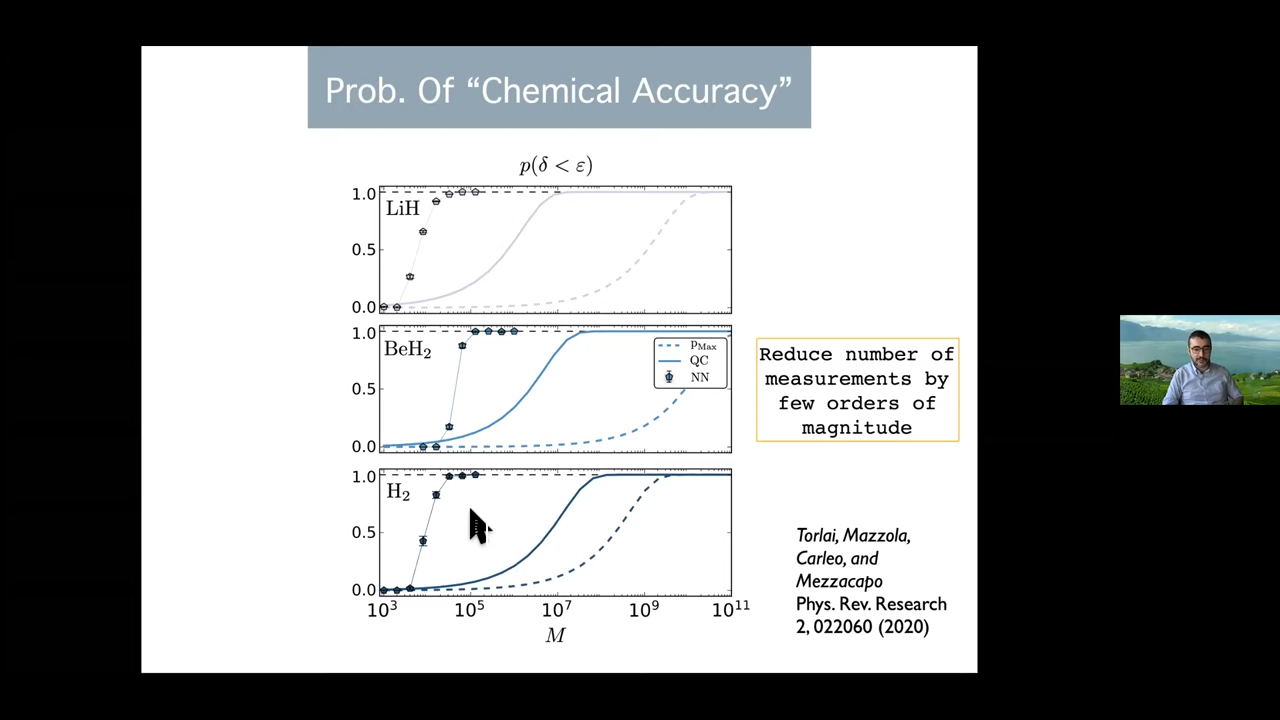 Prob. Of “Chemical Accuracy”
p(δ < ε)
1.0
LiH
0.5
0.0
1.0
BeH₂
0.5
0.0
p_Max
QC
NN
1.0
H₂
0.5
0.0
10³ 10⁵ 10⁷ 10⁹ 10¹¹
M
Reduce number of
measurements by
few orders of
magnitude
Torlai, Mazzola,
Carleo, and
Mezzacapo
Phys. Rev. Research
2, 022060 (2020)